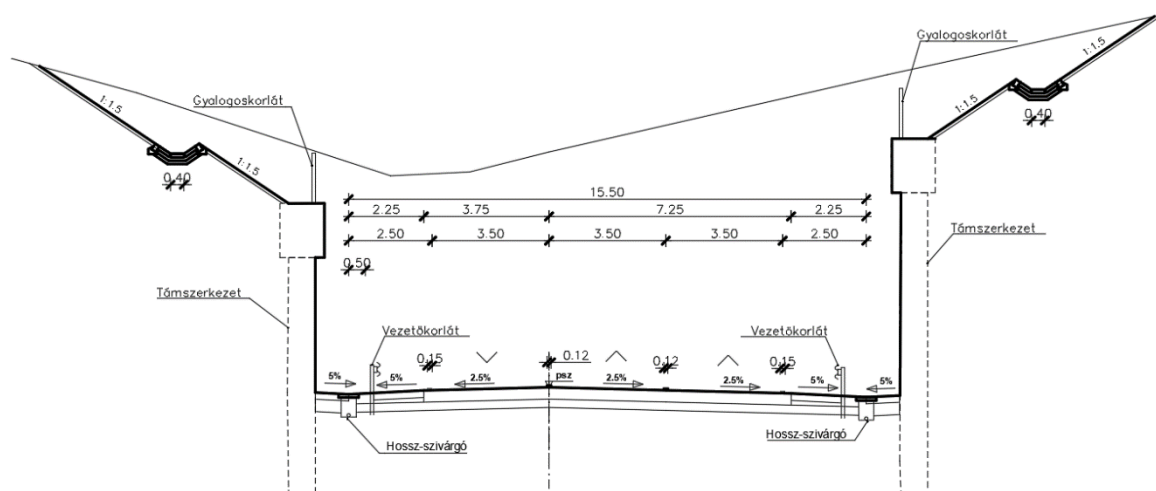 Gyalogoskorlát
1:1.5
1:1.5
Gyalogoskorlát
0.40
1:1.5
1:1.5
0.40
15.50
2.25 3.75 7.25 2.25
2.50 3.50 3.50 3.50 2.50
Támszerkezet
0.50
Támszerkezet
Vezetőkorlát
Vezetőkorlát
0.15 0.12 0.12 0.15
5% 5% 2.5% psz 2.5% 2.5% 5% 5%
Hossz-szivárgó
Hossz-szivárgó